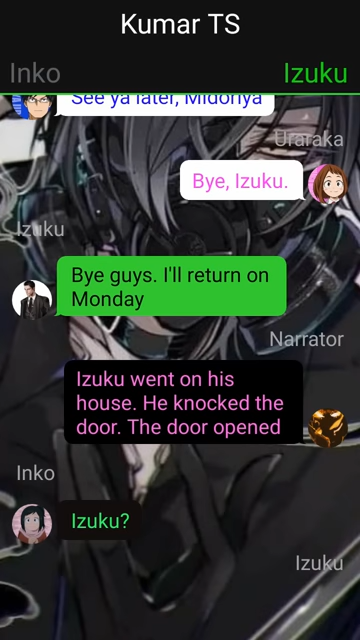 Kumar TS
Inko
Izuku
See ya later, Midoriya
Uraraka
Bye, Izuku.
Izuku
Bye guys. I'll return on
Monday
Narrator
Izuku went on his
house. He knocked the
door. The door opened
Inko
Izuku?
Izuku